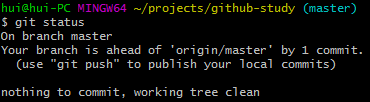 hui@hui-PC MINGW64 ~/projects/github-study (master)
$ git status
On branch master
Your branch is ahead of 'origin/master' by 1 commit.
  (use "git push" to publish your local commits)

nothing to commit, working tree clean